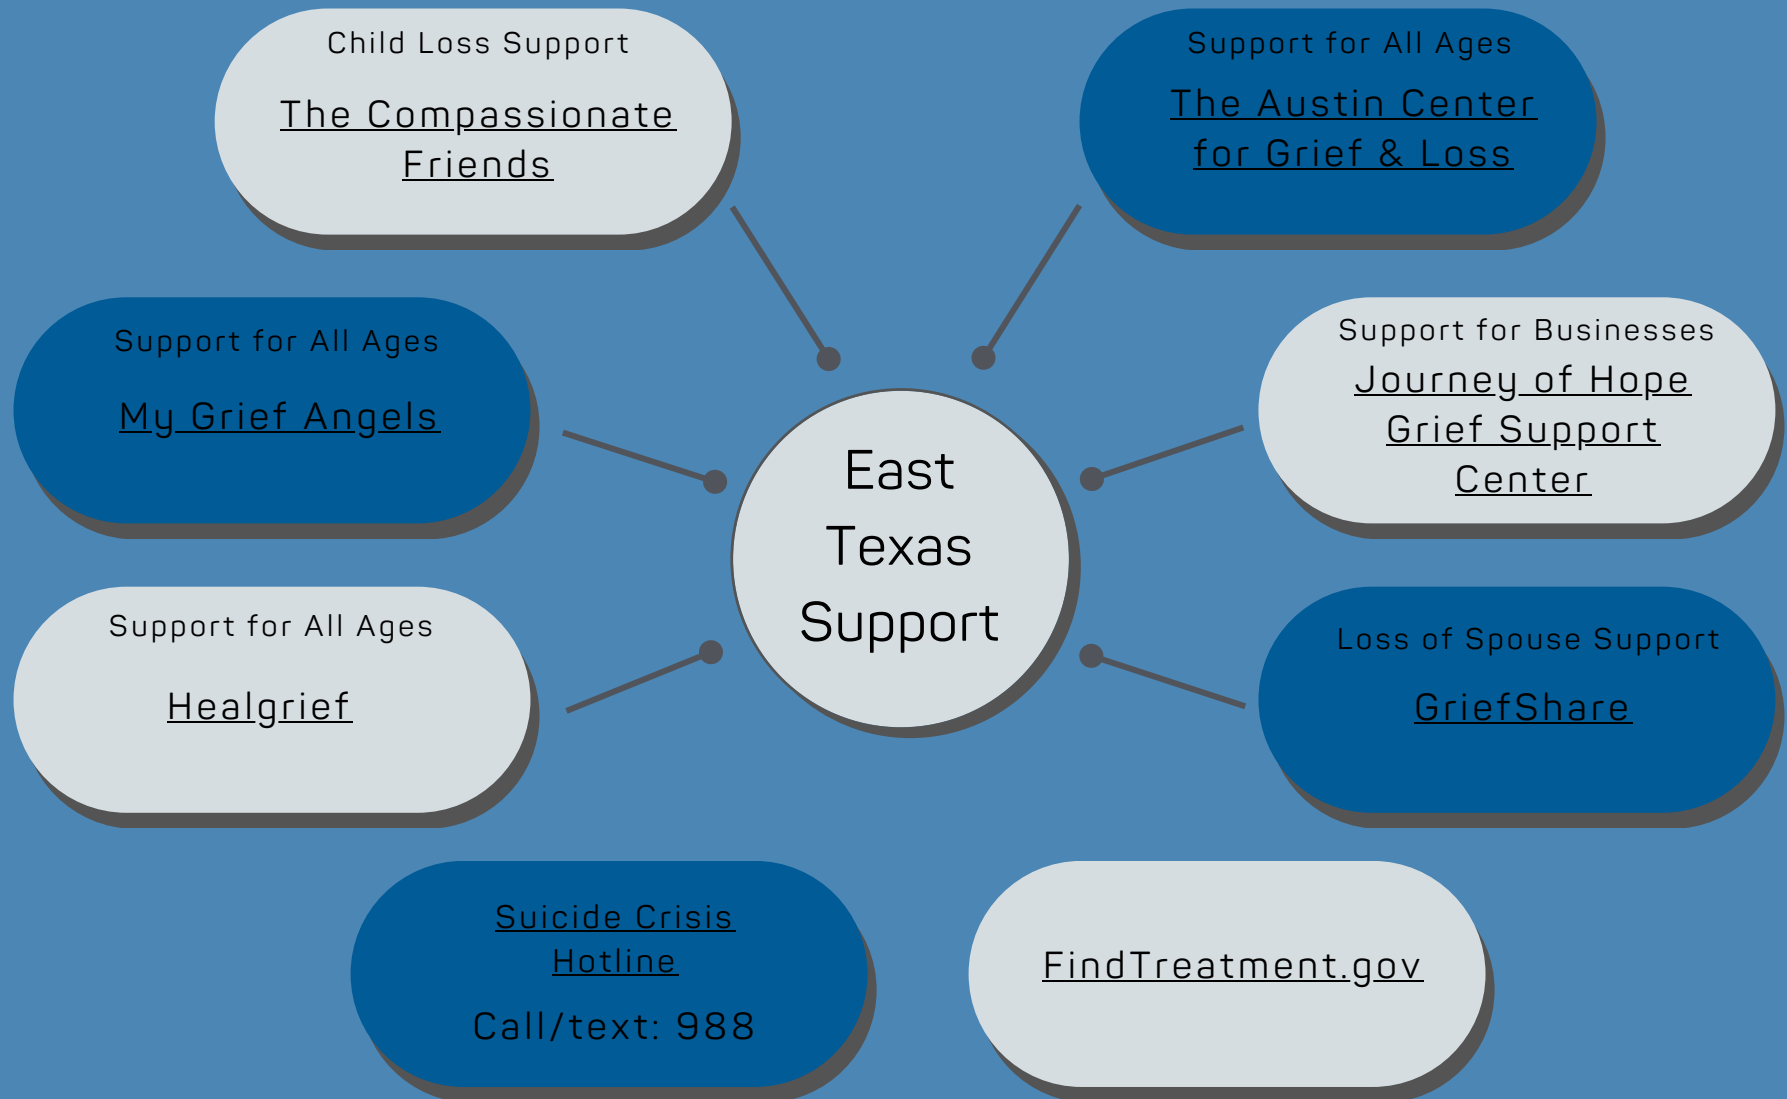 Child Loss Support
The Compassionate
Friends
Support for All Ages
The Austin Center
for Grief & Loss
Support for All Ages
My Grief Angels
Support for Businesses
Journey of Hope
Grief Support
Center
East
Texas
Support
Support for All Ages
Healgrief
Loss of Spouse Support
GriefShare
Suicide Crisis
Hotline
Call/text: 988
FindTreatment.gov